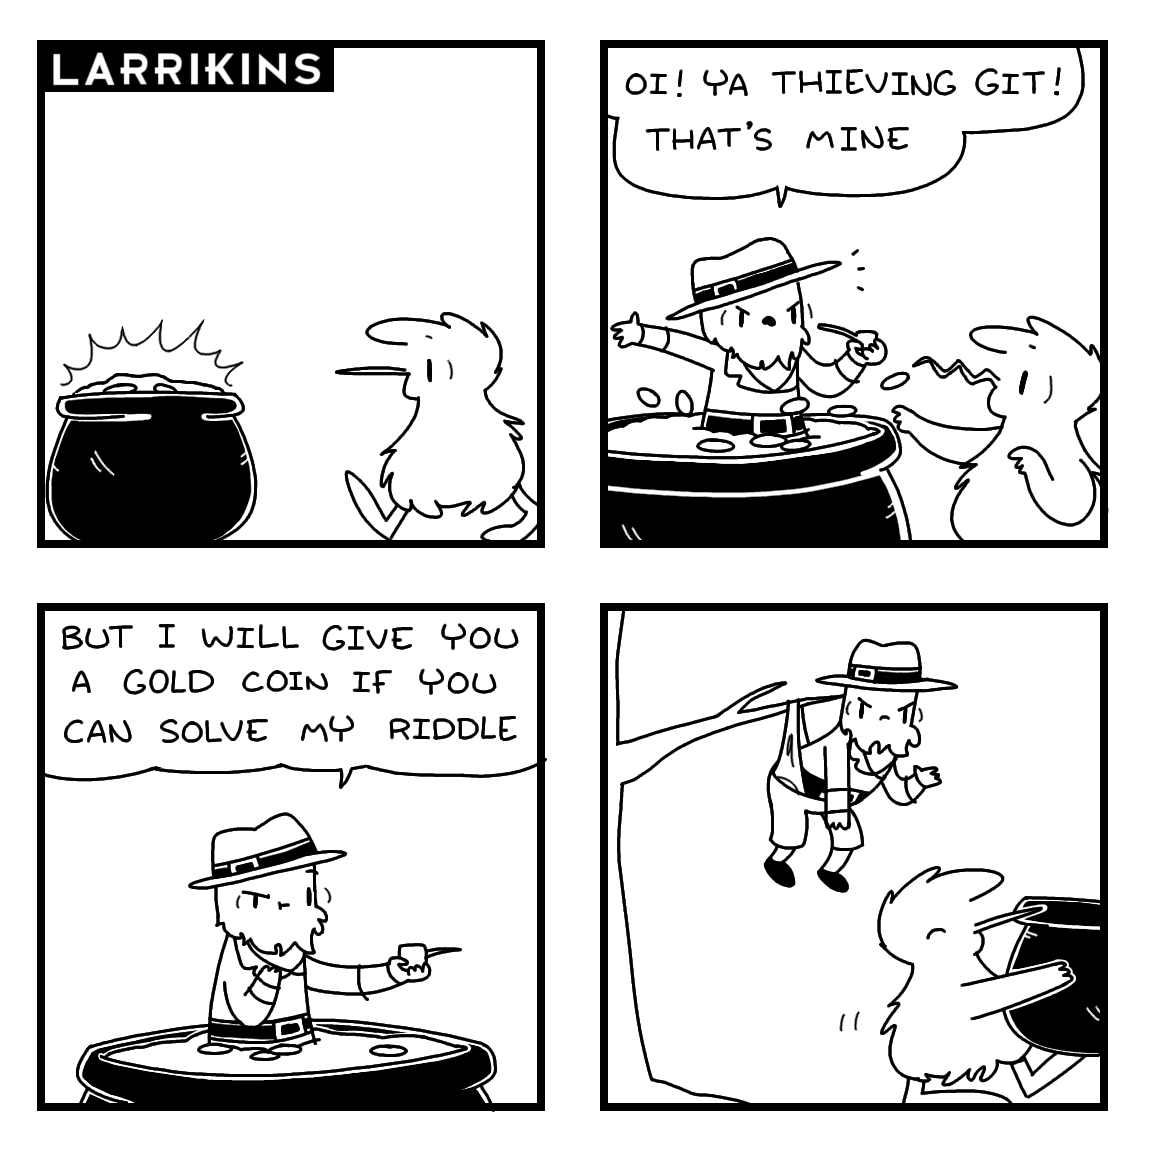 LARRIKINS
OI! YA THIEVING GIT!
THAT'S MINE
BUT I WILL GIVE YOU
A GOLD COIN IF YOU
CAN SOLVE MY RIDDLE